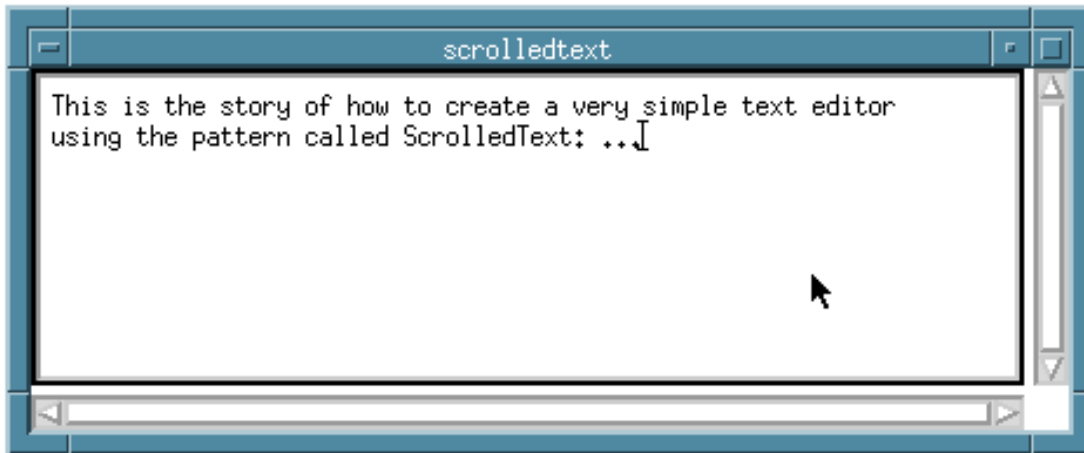 scrolledtext
This is the story of how to create a very simple text editor
using the pattern called ScrolledText: ...